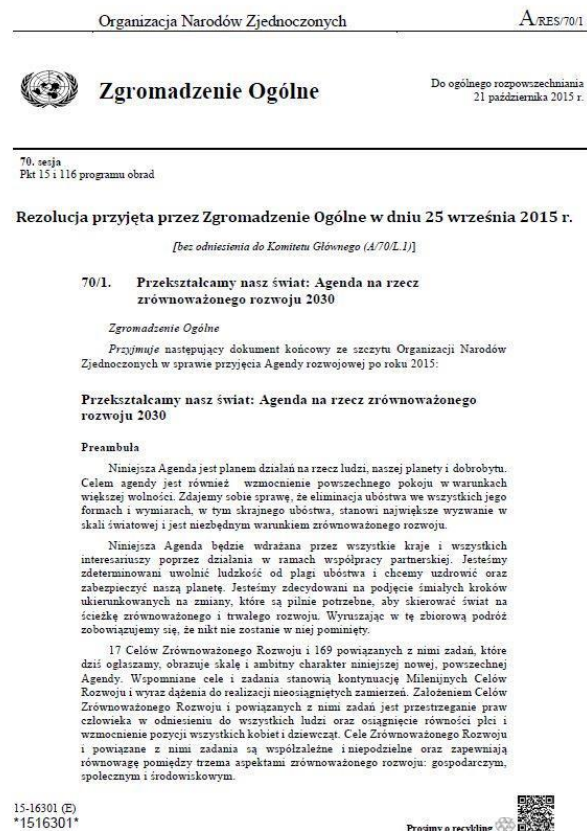 Organizacja Narodów Zjednoczonych A/RES/70/1
Zgromadzenie Ogólne
Do ogólnego rozpowszechniania
21 października 2015 r.
70. sesja
Pkt 15 i 116 programu obrad
Rezolucja przyjęta przez Zgromadzenie Ogólne w dniu 25 września 2015 r.
[bez odniesienia do Komitetu Głównego (A/70/L.1)]
70/1. Przekształcamy nasz świat: Agenda na rzecz
zrównoważonego rozwoju 2030
Zgromadzenie Ogólne
Przyjmuje następujący dokument końcowy ze szczytu Organizacji Narodów
Zjednoczonych w sprawie przyjęcia Agendy rozwojowej po roku 2015:
Przekształcamy nasz świat: Agenda na rzecz zrównoważonego
rozwoju 2030
Preambuła
Niniejsza Agenda jest planem działań na rzecz ludzi, naszej planety i dobrobytu.
Celem agendy jest również wzmocnienie powszechnego pokoju w warunkach
większej wolności. Zdajemy sobie sprawę, że eliminacja ubóstwa we wszystkich jego
formach i wymiarach, w tym skrajnego ubóstwa, stanowi największe wyzwanie w
skali światowej i jest niezbędnym warunkiem zrównoważonego rozwoju.
Niniejsza Agenda będzie wdrażana przez wszystkie kraje i wszystkich
interesariuszy poprzez działania w ramach współpracy partnerskiej. Jesteśmy
zdeterminowani uwolnić ludzkość od plagi ubóstwa i chcemy uzdrowić oraz
zabezpieczyć naszą planetę. Jesteśmy zdecydowani na podjęcie śmiałych kroków
ukierunkowanych na zmiany, które są pilnie potrzebne, aby skierować świat na
ścieżkę zrównoważonego i trwałego rozwoju. Wyruszając w tę zbiorową podróż
zobowiązujemy się, że nikt nie zostanie w niej pominięty.
17 Celów Zrównoważonego Rozwoju i 169 powiązanych z nimi zadań, które
dziś ogłaszamy, obrazuje skalę i ambitny charakter niniejszej nowej, powszechnej
Agendy. Wspomniane cele i zadania stanowią kontynuację Milenijnych Celów
Rozwoju i wyraz dążenia do realizacji nieosiągniętych zamierzeń. Założeniem Celów
Zrównoważonego Rozwoju i powiązanych z nimi zadań jest przestrzeganie praw
człowieka w odniesieniu do wszystkich ludzi oraz osiągnięcie równości płci i
wzmocnienie pozycji wszystkich kobiet i dziewcząt. Cele Zrównoważonego Rozwoju
i powiązane z nimi zadania są współzależne i niepodzielne oraz zapewniają
równowagę pomiędzy trzema aspektami zrównoważonego rozwoju: gospodarczym,
społecznym i środowiskowym.
15-16301 (E)
*1516301*
Prosimy o recykling